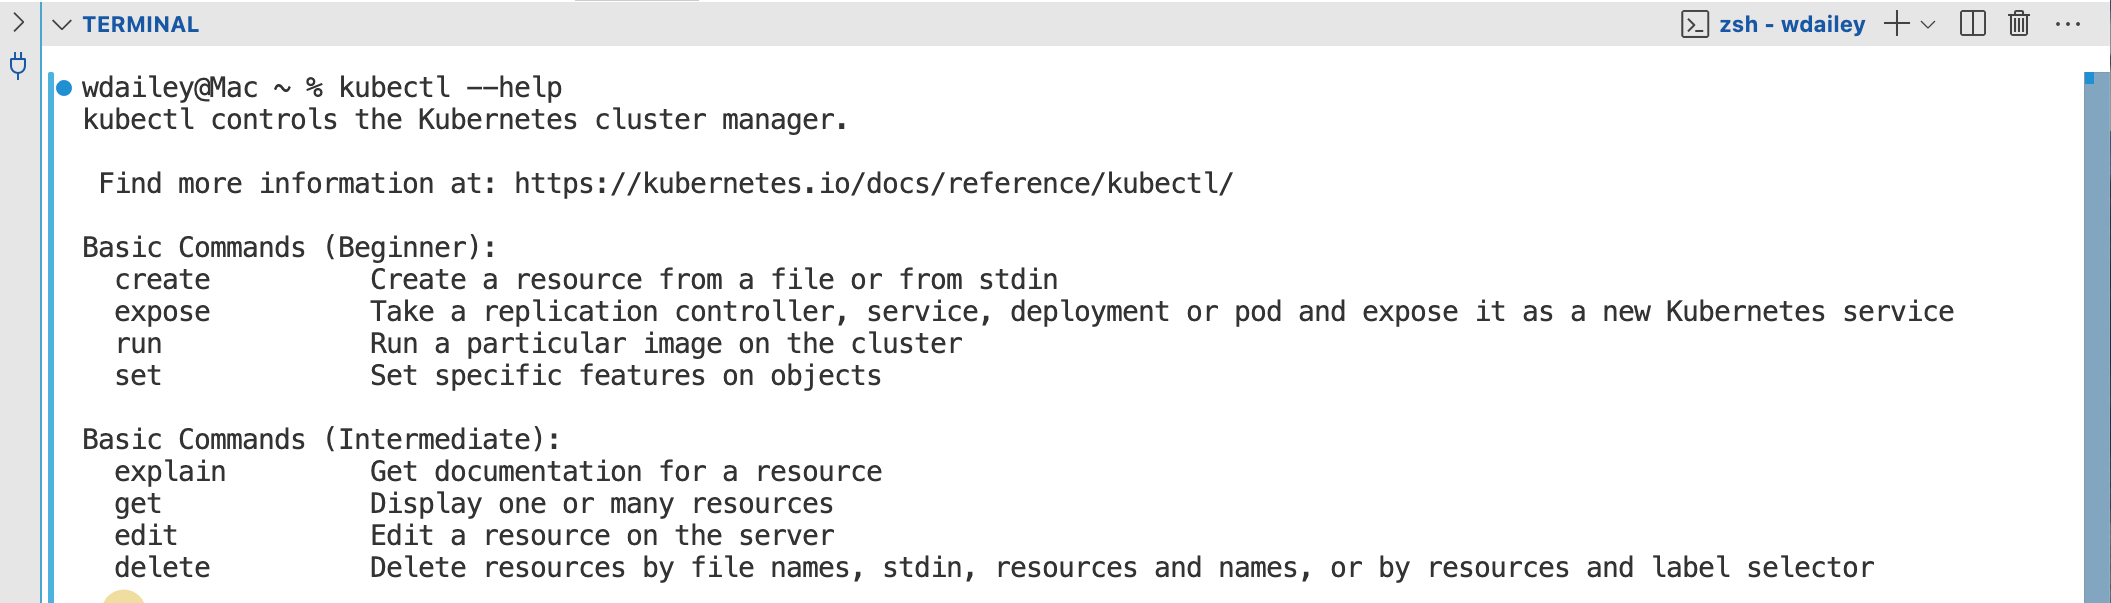 TERMINAL
zsh - wdailey
wdailey@Mac ~ % kubectl --help
kubectl controls the Kubernetes cluster manager.
Find more information at: https://kubernetes.io/docs/reference/kubectl/
Basic Commands (Beginner):
create Create a resource from a file or from stdin
expose Take a replication controller, service, deployment or pod and expose it as a new Kubernetes service
run Run a particular image on the cluster
set Set specific features on objects
Basic Commands (Intermediate):
explain Get documentation for a resource
get Display one or many resources
edit Edit a resource on the server
delete Delete resources by file names, stdin, resources and names, or by resources and label selector